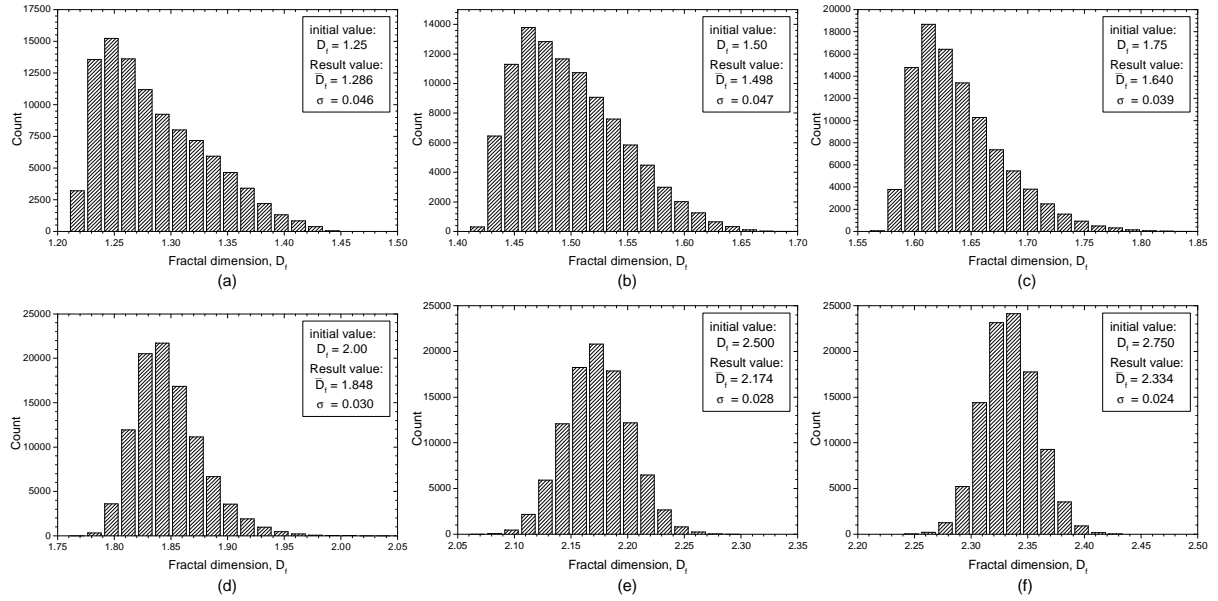 17500
15000
12500
10000
7500
5000
2500
0
Count
initial value:
D_f = 1.25
Result value:
D̅_f = 1.286
σ = 0.046
1.20 1.25 1.30 1.35 1.40 1.45 1.50
Fractal dimension, D_f
(a)
14000
12000
10000
8000
6000
4000
2000
0
Count
initial value:
D_f = 1.50
Result value:
D̅_f = 1.498
σ = 0.047
1.40 1.45 1.50 1.55 1.60 1.65 1.70
Fractal dimension, D_f
(b)
20000
18000
16000
14000
12000
10000
8000
6000
4000
2000
0
Count
initial value:
D_f = 1.75
Result value:
D̅_f = 1.640
σ = 0.039
1.55 1.60 1.65 1.70 1.75 1.80 1.85
Fractal dimension, D_f
(c)
25000
20000
15000
10000
5000
0
Count
initial value:
D_f = 2.00
Result value:
D̅_f = 1.848
σ = 0.030
1.75 1.80 1.85 1.90 1.95 2.00 2.05
Fractal dimension, D_f
(d)
25000
20000
15000
10000
5000
0
Count
initial value:
D_f = 2.500
Result value:
D̅_f = 2.174
σ = 0.028
2.05 2.10 2.15 2.20 2.25 2.30 2.35
Fractal dimension, D_f
(e)
25000
20000
15000
10000
5000
0
Count
initial value:
D_f = 2.750
Result value:
D̅_f = 2.334
σ = 0.024
2.20 2.25 2.30 2.35 2.40 2.45 2.50
Fractal dimension, D_f
(f)